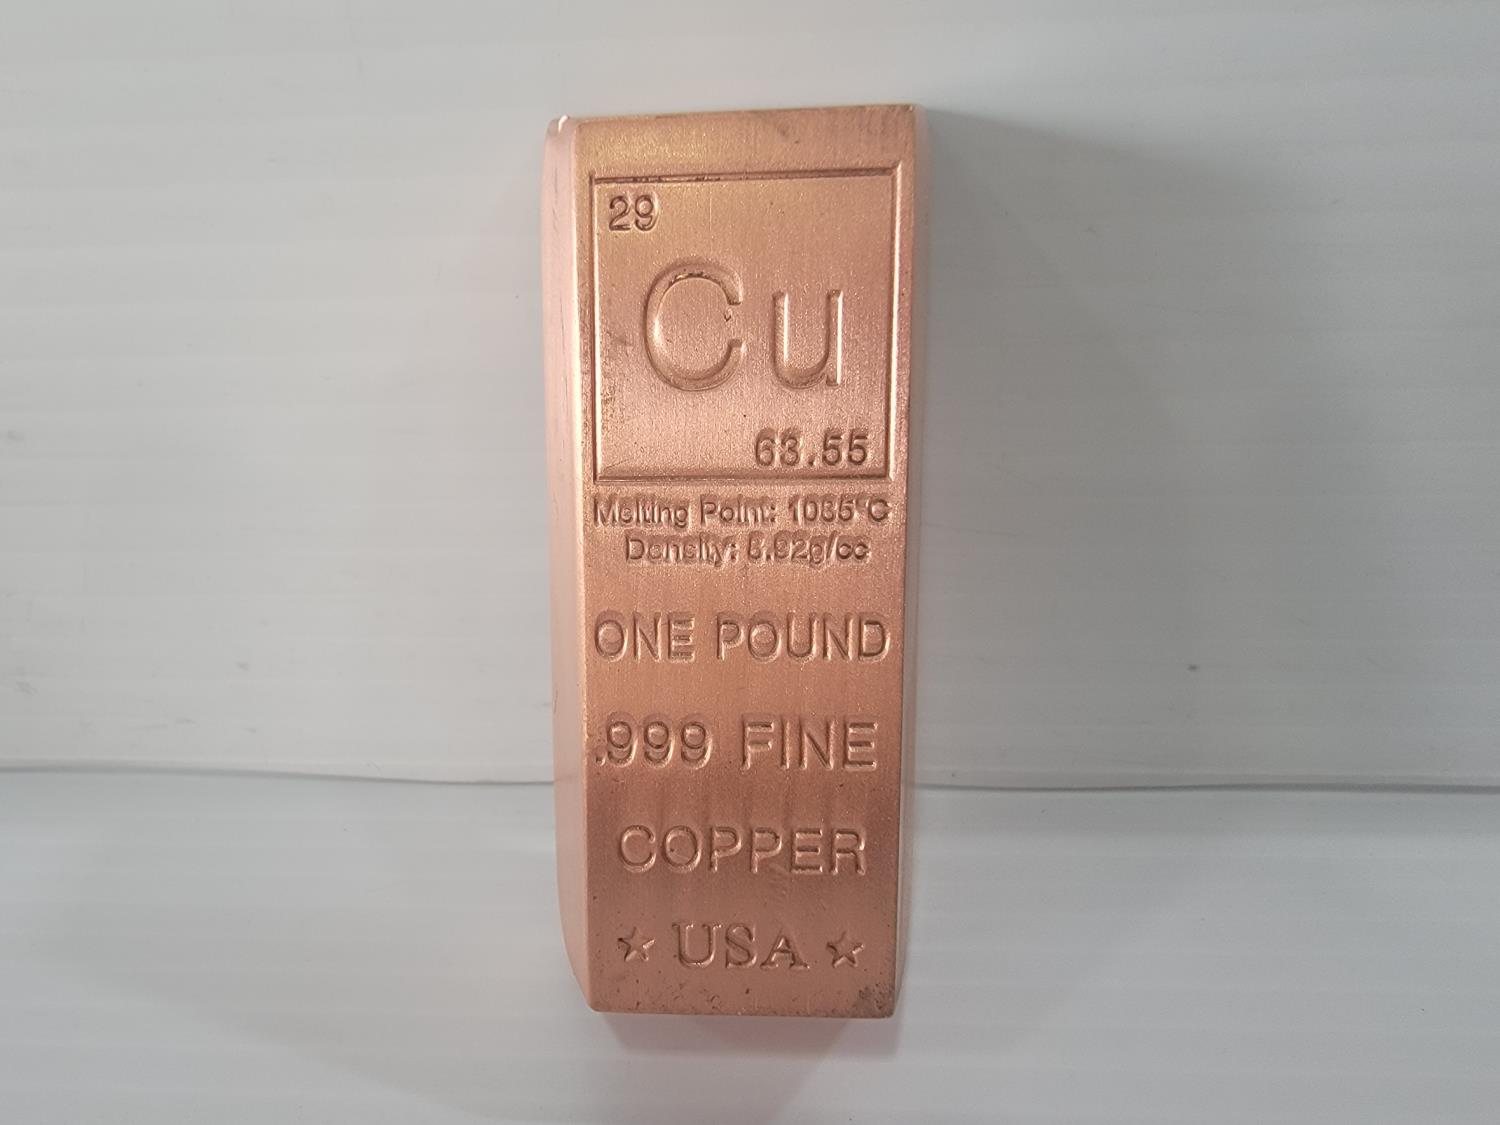 29
Cu
63.55
Melting Point: 1085°C
Density: 8.92g/cc
ONE POUND
.999 FINE
COPPER
★ USA ★